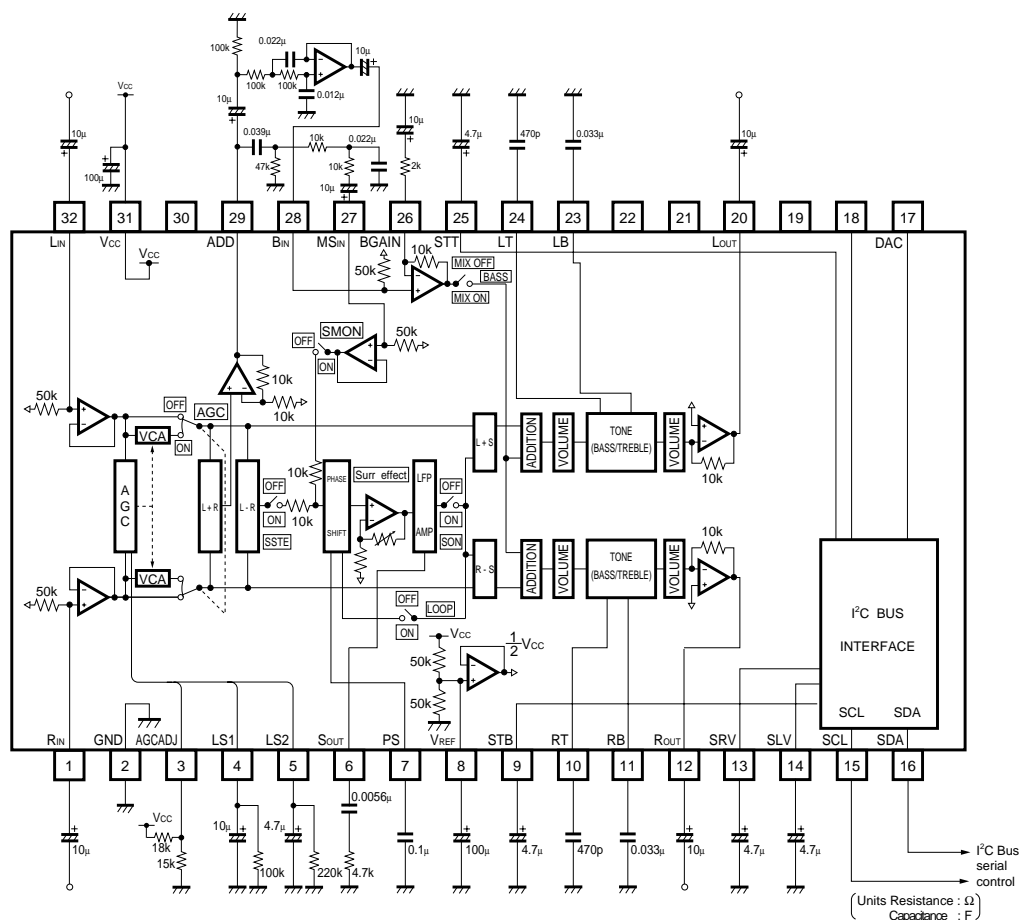 0.022μ
10μ
100k
100k
100k
0.012μ
Vcc
10μ
10μ
10μ
4.7μ
470p
0.033μ
10μ
100μ
0.039μ
10k
0.022μ
47k
10k
2k
10μ
32
31
30
29
28
27
26
25
24
23
22
21
20
19
18
17
LIN
VCC
ADD
BIN
MSIN
BGAIN
STT
LT
LB
LOUT
DAC
VCC
50k
10k
MIX OFF
BASS
MIX ON
SMON
OFF
ON
50k
10k
10k
50k
OFF
AGC
VCA
ON
L+S
ADDITION
VOLUME
TONE
(BASS/TREBLE)
VOLUME
10k
AGC
L+R
L-R
OFF
ON
SSTE
10k
10k
PHASE
SHIFT
Surr effect
LFP
AMP
OFF
ON
SON
VCA
R-S
ADDITION
VOLUME
TONE
(BASS/TREBLE)
VOLUME
10k
50k
OFF
ON
LOOP
VCC
50k
50k
1/2 VCC
I²C BUS
INTERFACE
SCL
SDA
RIN
GND
AGCADJ
LS1
LS2
SOUT
PS
VREF
STB
RT
RB
ROUT
SRV
SLV
SCL
SDA
1
2
3
4
5
6
7
8
9
10
11
12
13
14
15
16
10μ
VCC
18k
15k
10μ
100k
4.7μ
220k
0.0056μ
4.7k
0.1μ
100μ
4.7μ
470p
0.033μ
10μ
4.7μ
4.7μ
I²C Bus
serial
control
Units Resistance : Ω
Capacitance : F